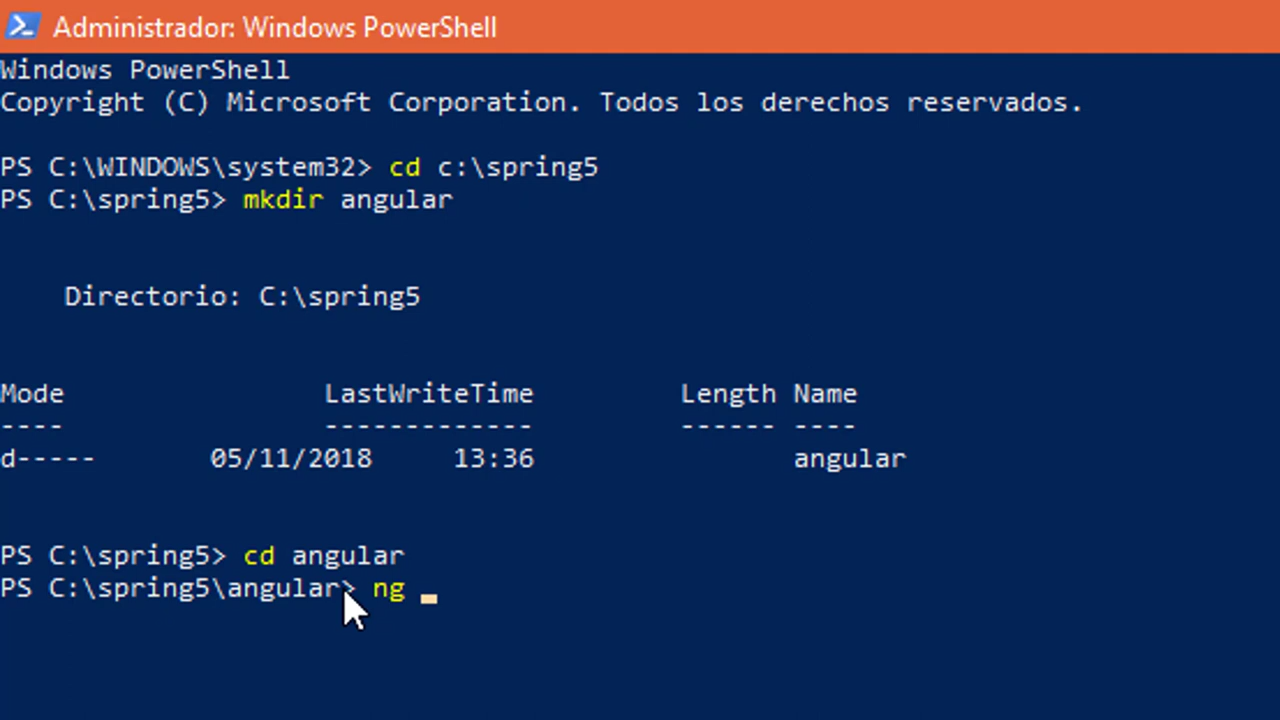 Administrador: Windows PowerShell
Windows PowerShell
Copyright (C) Microsoft Corporation. Todos los derechos reservados.
PS C:\WINDOWS\system32> cd c:\spring5
PS C:\spring5> mkdir angular
Directorio: C:\spring5
Mode LastWriteTime Length Name
---- ------------- ------ ----
d----- 05/11/2018 13:36 angular
PS C:\spring5> cd angular
PS C:\spring5\angular> ng